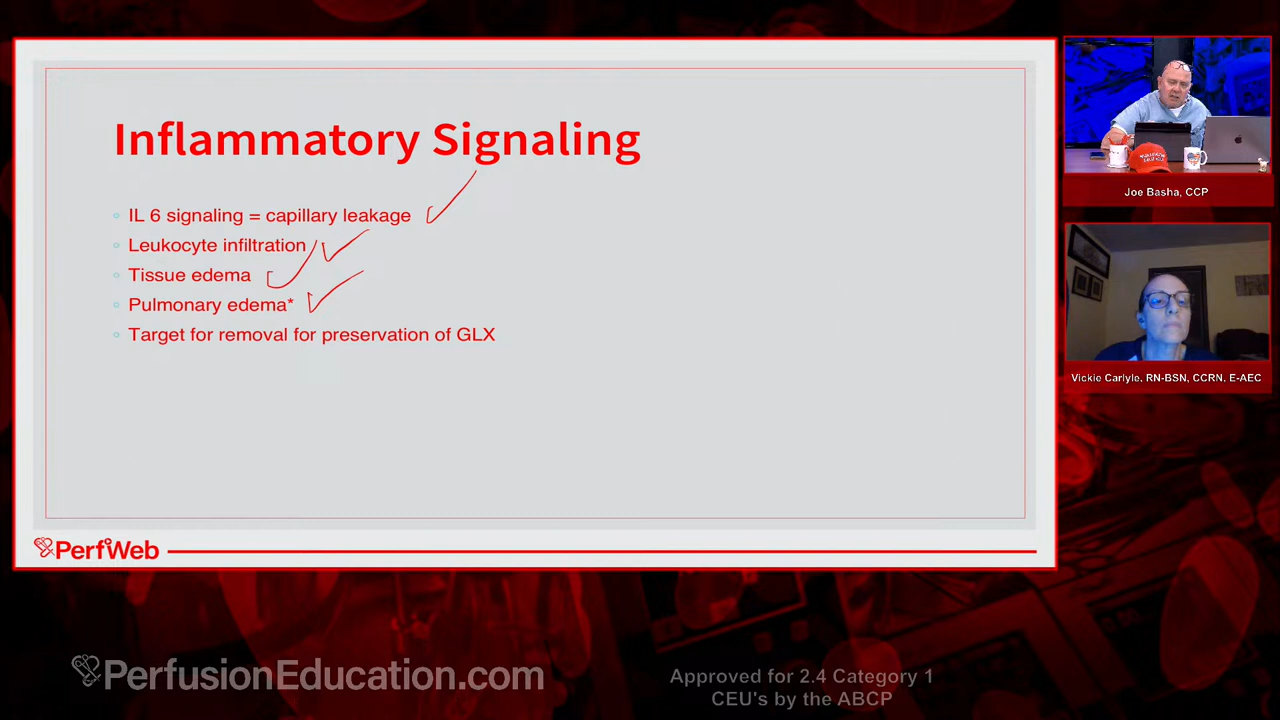 Inflammatory Signaling
IL 6 signaling = capillary leakage
Leukocyte infiltration
Tissue edema
Pulmonary edema*
Target for removal for preservation of GLX
PerfWeb
Joe Basha, CCP
Vickie Carlyle, RN-BSN, CCRN, E-AEC
PerfusionEducation.com
Approved for 2.4 Category 1
CEU's by the ABCP